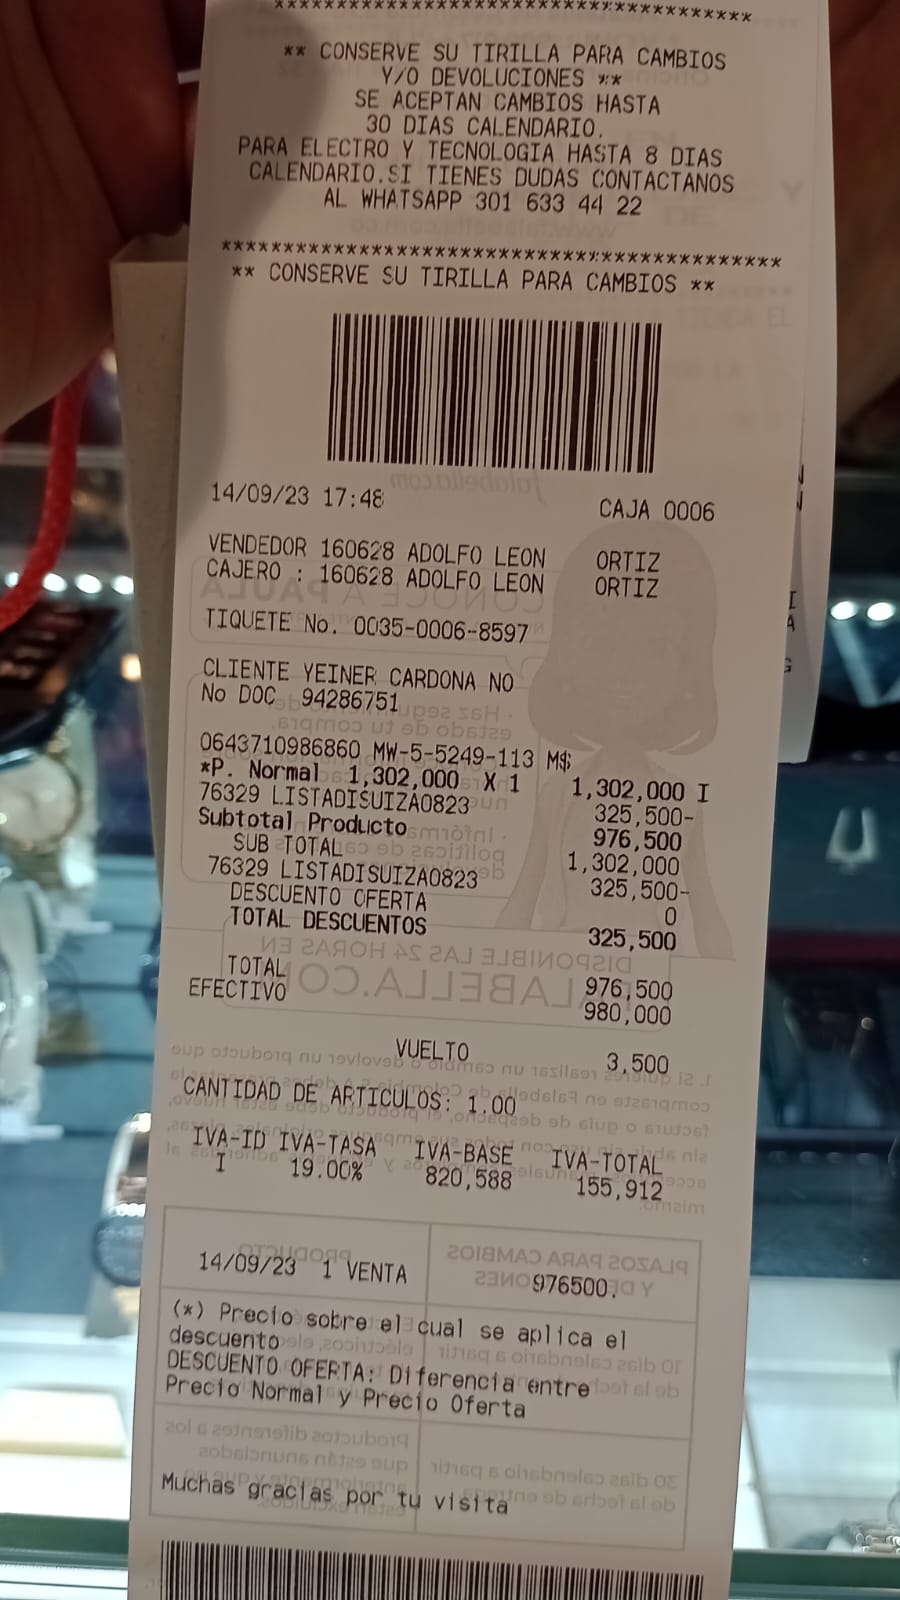 ** CONSERVE SU TIRILLA PARA CAMBIOS
Y/O DEVOLUCIONES **
SE ACEPTAN CAMBIOS HASTA
30 DIAS CALENDARIO.
PARA ELECTRO Y TECNOLOGIA HASTA 8 DIAS
CALENDARIO.SI TIENES DUDAS CONTACTANOS
AL WHATSAPP 301 633 44 22
** CONSERVE SU TIRILLA PARA CAMBIOS **
14/09/23 17:48 CAJA 0006
VENDEDOR 160628 ADOLFO LEON ORTIZ
CAJERO : 160628 ADOLFO LEON ORTIZ
TIQUETE No. 0035-0006-8597
CLIENTE YEINER CARDONA NO
No DOC 94286751
0643710986860 MW-5-5249-113 M$
*P. Normal 1,302,000 X 1 1,302,000 I
76329 LISTADISUIZA0823 325,500-
Subtotal Producto 976,500
SUB TOTAL 1,302,000
76329 LISTADISUIZA0823 325,500-
DESCUENTO OFERTA 0
TOTAL DESCUENTOS 325,500
TOTAL 976,500
EFECTIVO 980,000
VUELTO 3,500
CANTIDAD DE ARTICULOS: 1.00
IVA-ID IVA-TASA IVA-BASE IVA-TOTAL
I 19.00% 820,588 155,912
14/09/23 1 VENTA 976500.
(*) Precio sobre el cual se aplica el
descuento
DESCUENTO OFERTA: Diferencia entre
Precio Normal y Precio Oferta
Muchas gracias por tu visita